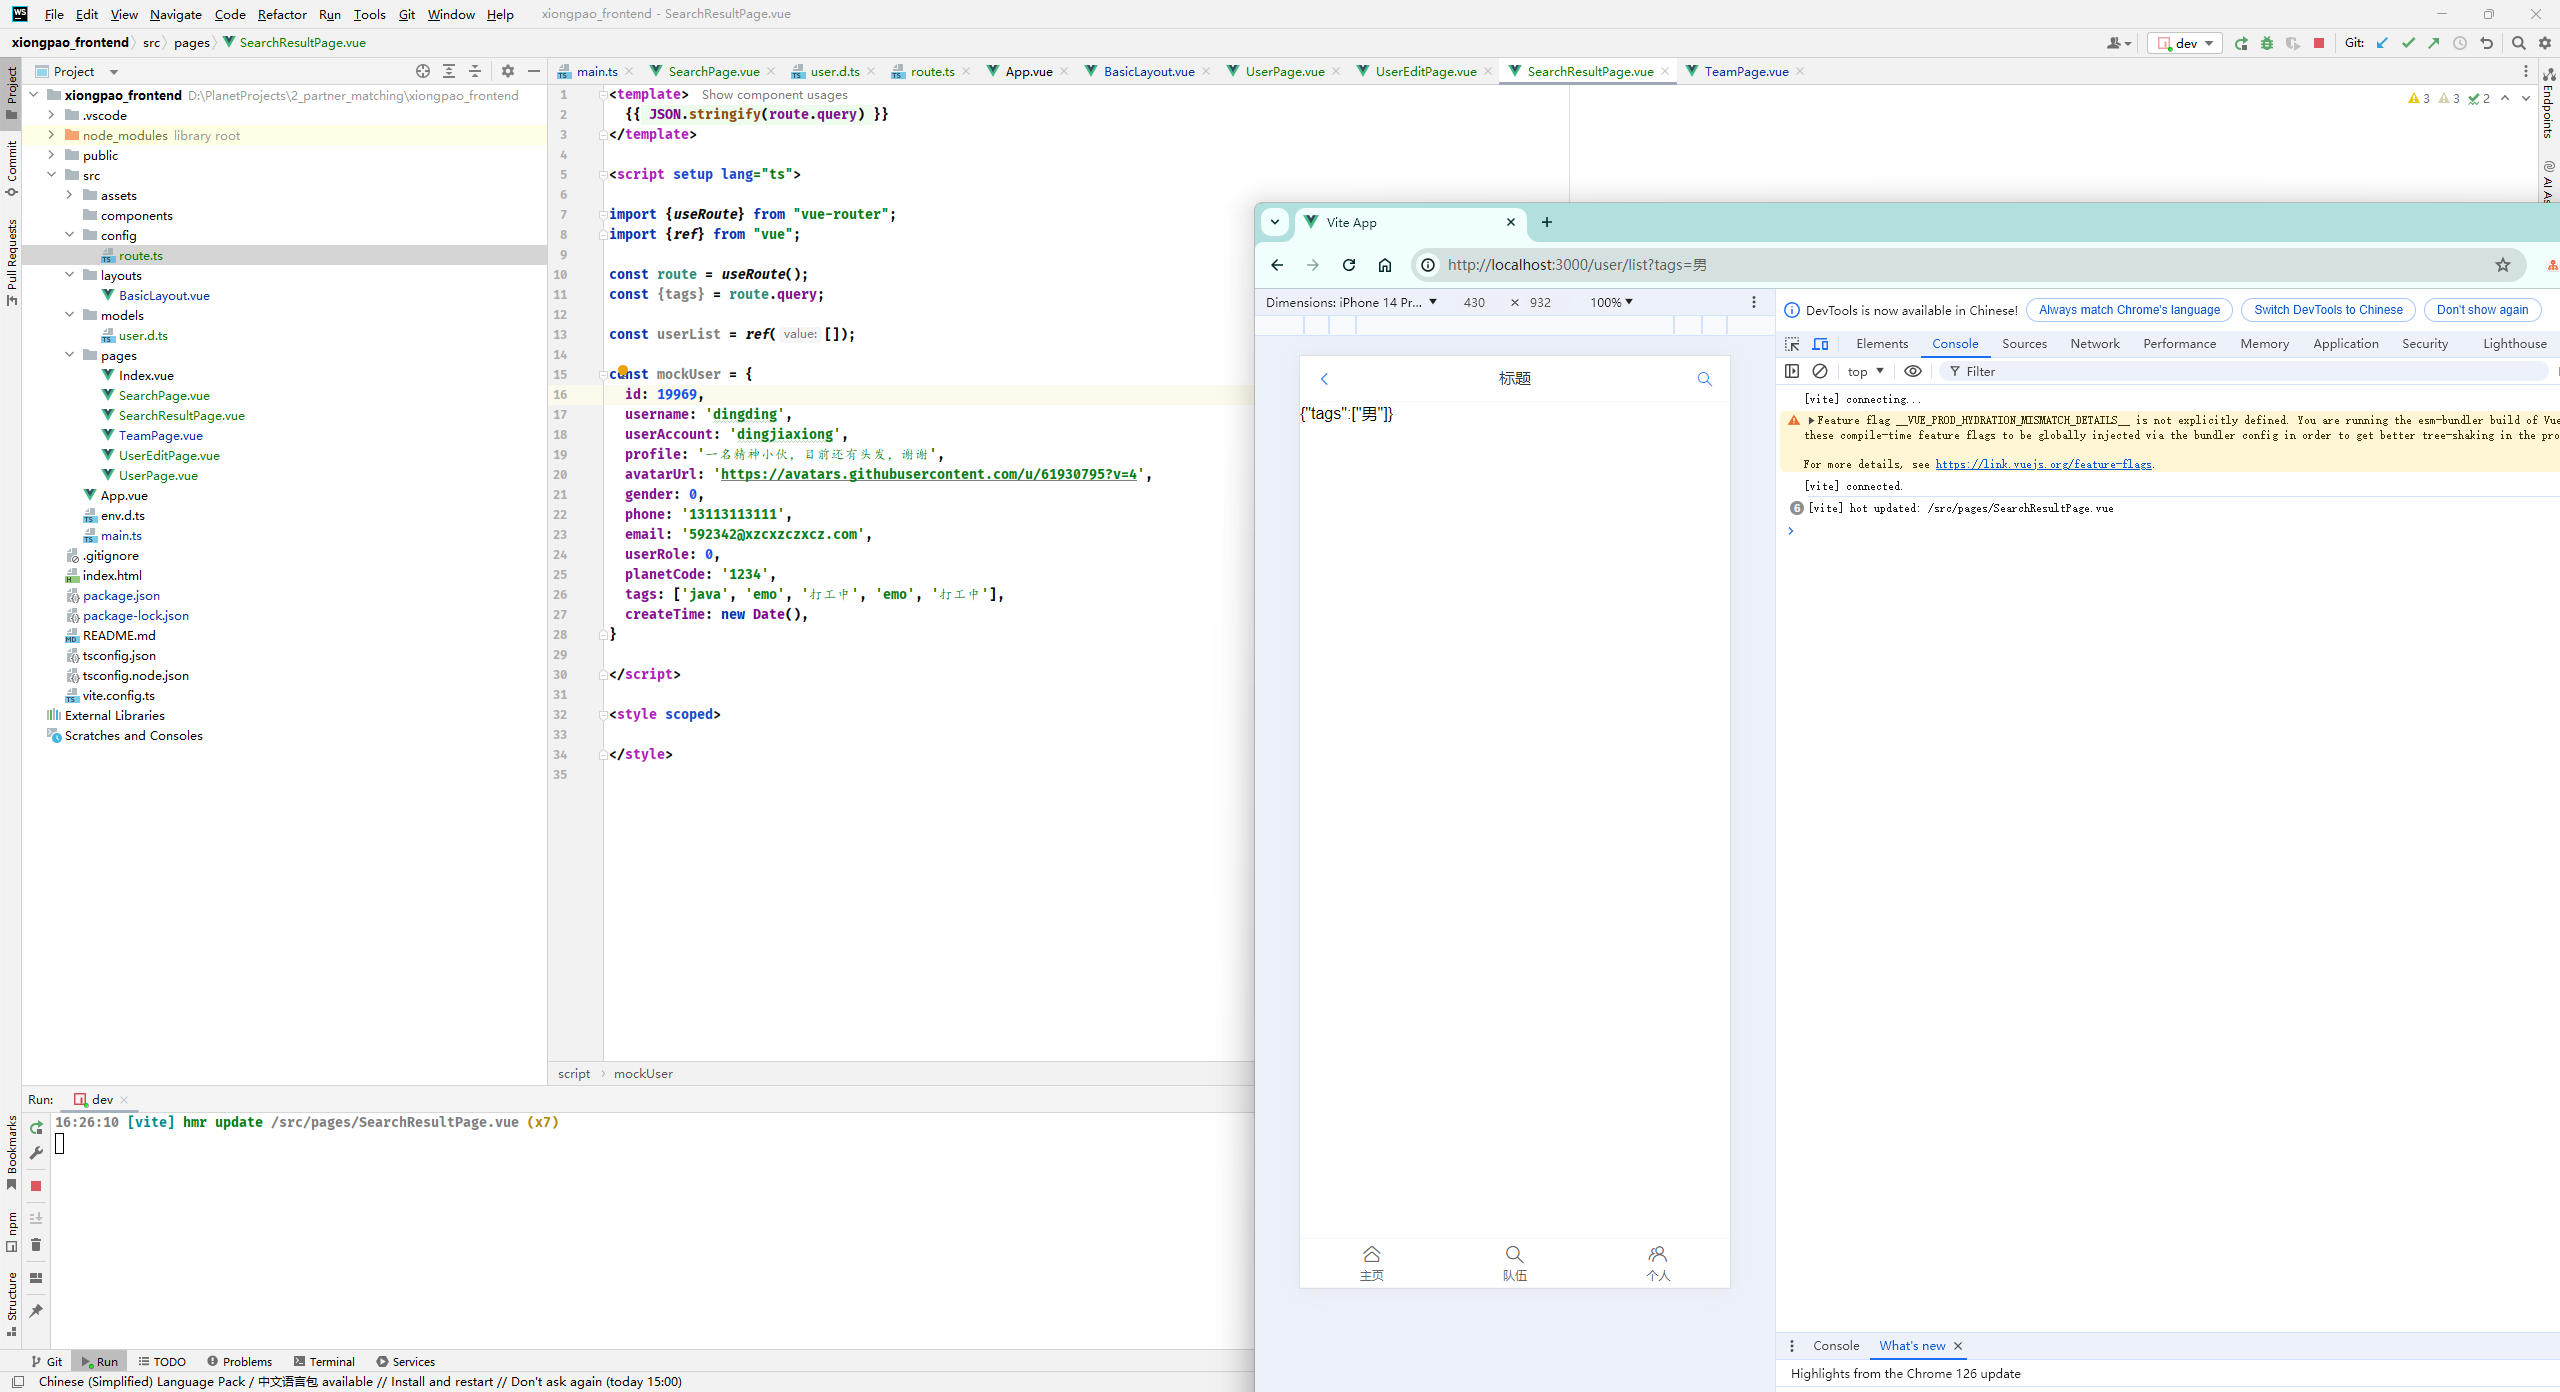 File Edit View Navigate Code Refactor Run Tools Git Window Help xiongpao_frontend - SearchResultPage.vue
xiongpao_frontend src pages SearchResultPage.vue
dev Git:
Project
main.ts SearchPage.vue user.d.ts route.ts App.vue BasicLayout.vue UserPage.vue UserEditPage.vue SearchResultPage.vue TeamPage.vue
Project
Commit
Pull Requests
Bookmarks
npm
Structure
xiongpao_frontend D:\PlanetProjects\2_partner_matching\xiongpao_frontend
.vscode
node_modules library root
public
src
assets
components
config
route.ts
layouts
BasicLayout.vue
models
user.d.ts
pages
Index.vue
SearchPage.vue
SearchResultPage.vue
TeamPage.vue
UserEditPage.vue
UserPage.vue
App.vue
env.d.ts
main.ts
.gitignore
index.html
package.json
package-lock.json
README.md
tsconfig.json
tsconfig.node.json
vite.config.ts
External Libraries
Scratches and Consoles
3 3 2
Endpoints
AI As
1 <template> Show component usages
2 {{ JSON.stringify(route.query) }}
3 </template>
4
5 <script setup lang="ts">
6
7 import {useRoute} from "vue-router";
8 import {ref} from "vue";
9
10 const route = useRoute();
11 const {tags} = route.query;
12
13 const userList = ref( value: []);
14
15 const mockUser = {
16 id: 19969,
17 username: 'dingding',
18 userAccount: 'dingjiaxiong',
19 profile: '一名精神小伙，目前还有头发，谢谢',
20 avatarUrl: 'https://avatars.githubusercontent.com/u/61930795?v=4',
21 gender: 0,
22 phone: '13113113111',
23 email: '592342@xzcxzczxcz.com',
24 userRole: 0,
25 planetCode: '1234',
26 tags: ['java', 'emo', '打工中', 'emo', '打工中'],
27 createTime: new Date(),
28 }
29
30 </script>
31
32 <style scoped>
33
34 </style>
35
script mockUser
Vite App
http://localhost:3000/user/list?tags=男
Dimensions: iPhone 14 Pr... 430 × 932 100%
标题
{"tags":["男"]}
主页 队伍 个人
DevTools is now available in Chinese! Always match Chrome's language Switch DevTools to Chinese Don't show again
Elements Console Sources Network Performance Memory Application Security Lighthouse
top Filter
[vite] connecting...
Feature flag __VUE_PROD_HYDRATION_MISMATCH_DETAILS__ is not explicitly defined. You are running the esm-bundler build of Vue
these compile-time feature flags to be globally injected via the bundler config in order to get better tree-shaking in the pro
For more details, see https://link.vuejs.org/feature-flags.
[vite] connected.
6 [vite] hot updated: /src/pages/SearchResultPage.vue
Console What's new
Highlights from the Chrome 126 update
Run: dev
16:26:10 [vite] hmr update /src/pages/SearchResultPage.vue (x7)
Git Run TODO Problems Terminal Services
Chinese (Simplified) Language Pack / 中文语言包 available // Install and restart // Don't ask again (today 15:00)